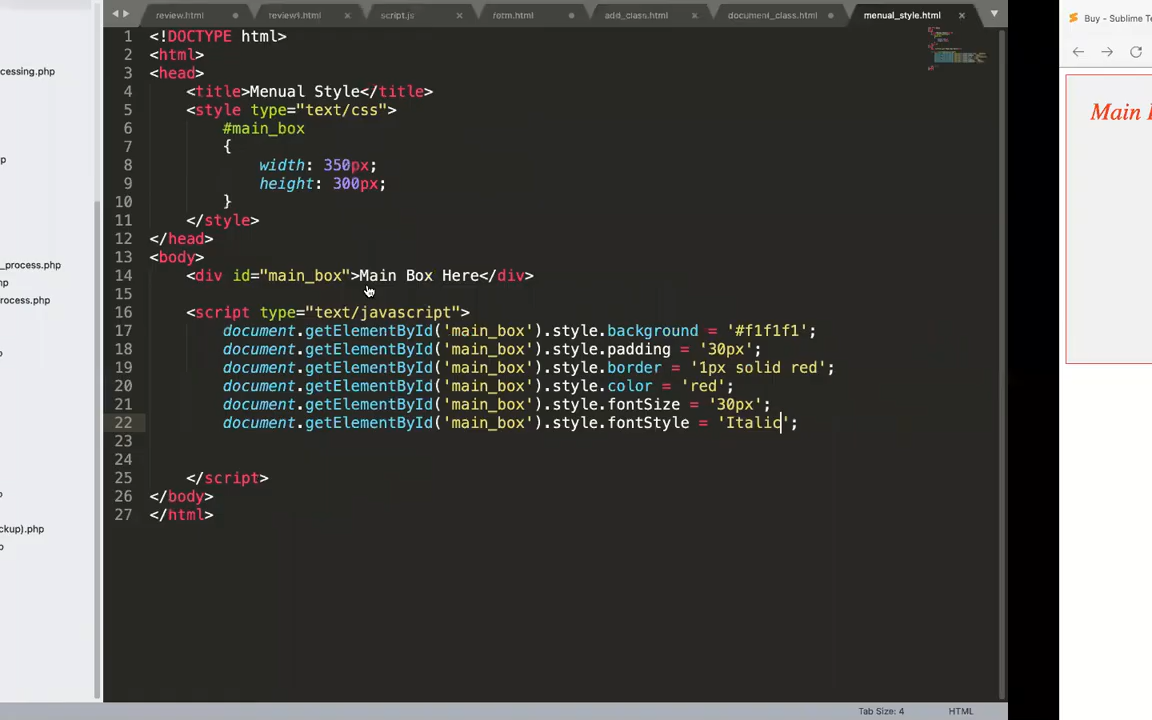 review.html
review1.html
script.js
form.html
add_class.html
document_class.html
menual_style.html
Buy - Sublime Te
cessing.php
p
_process.php
hp
rocess.php
p
p
ckup).php
p
1 <!DOCTYPE html>
2 <html>
3 <head>
4 <title>Menual Style</title>
5 <style type="text/css">
6 #main_box
7 {
8 width: 350px;
9 height: 300px;
10 }
11 </style>
12 </head>
13 <body>
14 <div id="main_box">Main Box Here</div>
15
16 <script type="text/javascript">
17 document.getElementById('main_box').style.background = '#f1f1f1';
18 document.getElementById('main_box').style.padding = '30px';
19 document.getElementById('main_box').style.border = '1px solid red';
20 document.getElementById('main_box').style.color = 'red';
21 document.getElementById('main_box').style.fontSize = '30px';
22 document.getElementById('main_box').style.fontStyle = 'Italic';
23
24
25 </script>
26 </body>
27 </html>
Main
Tab Size: 4
HTML